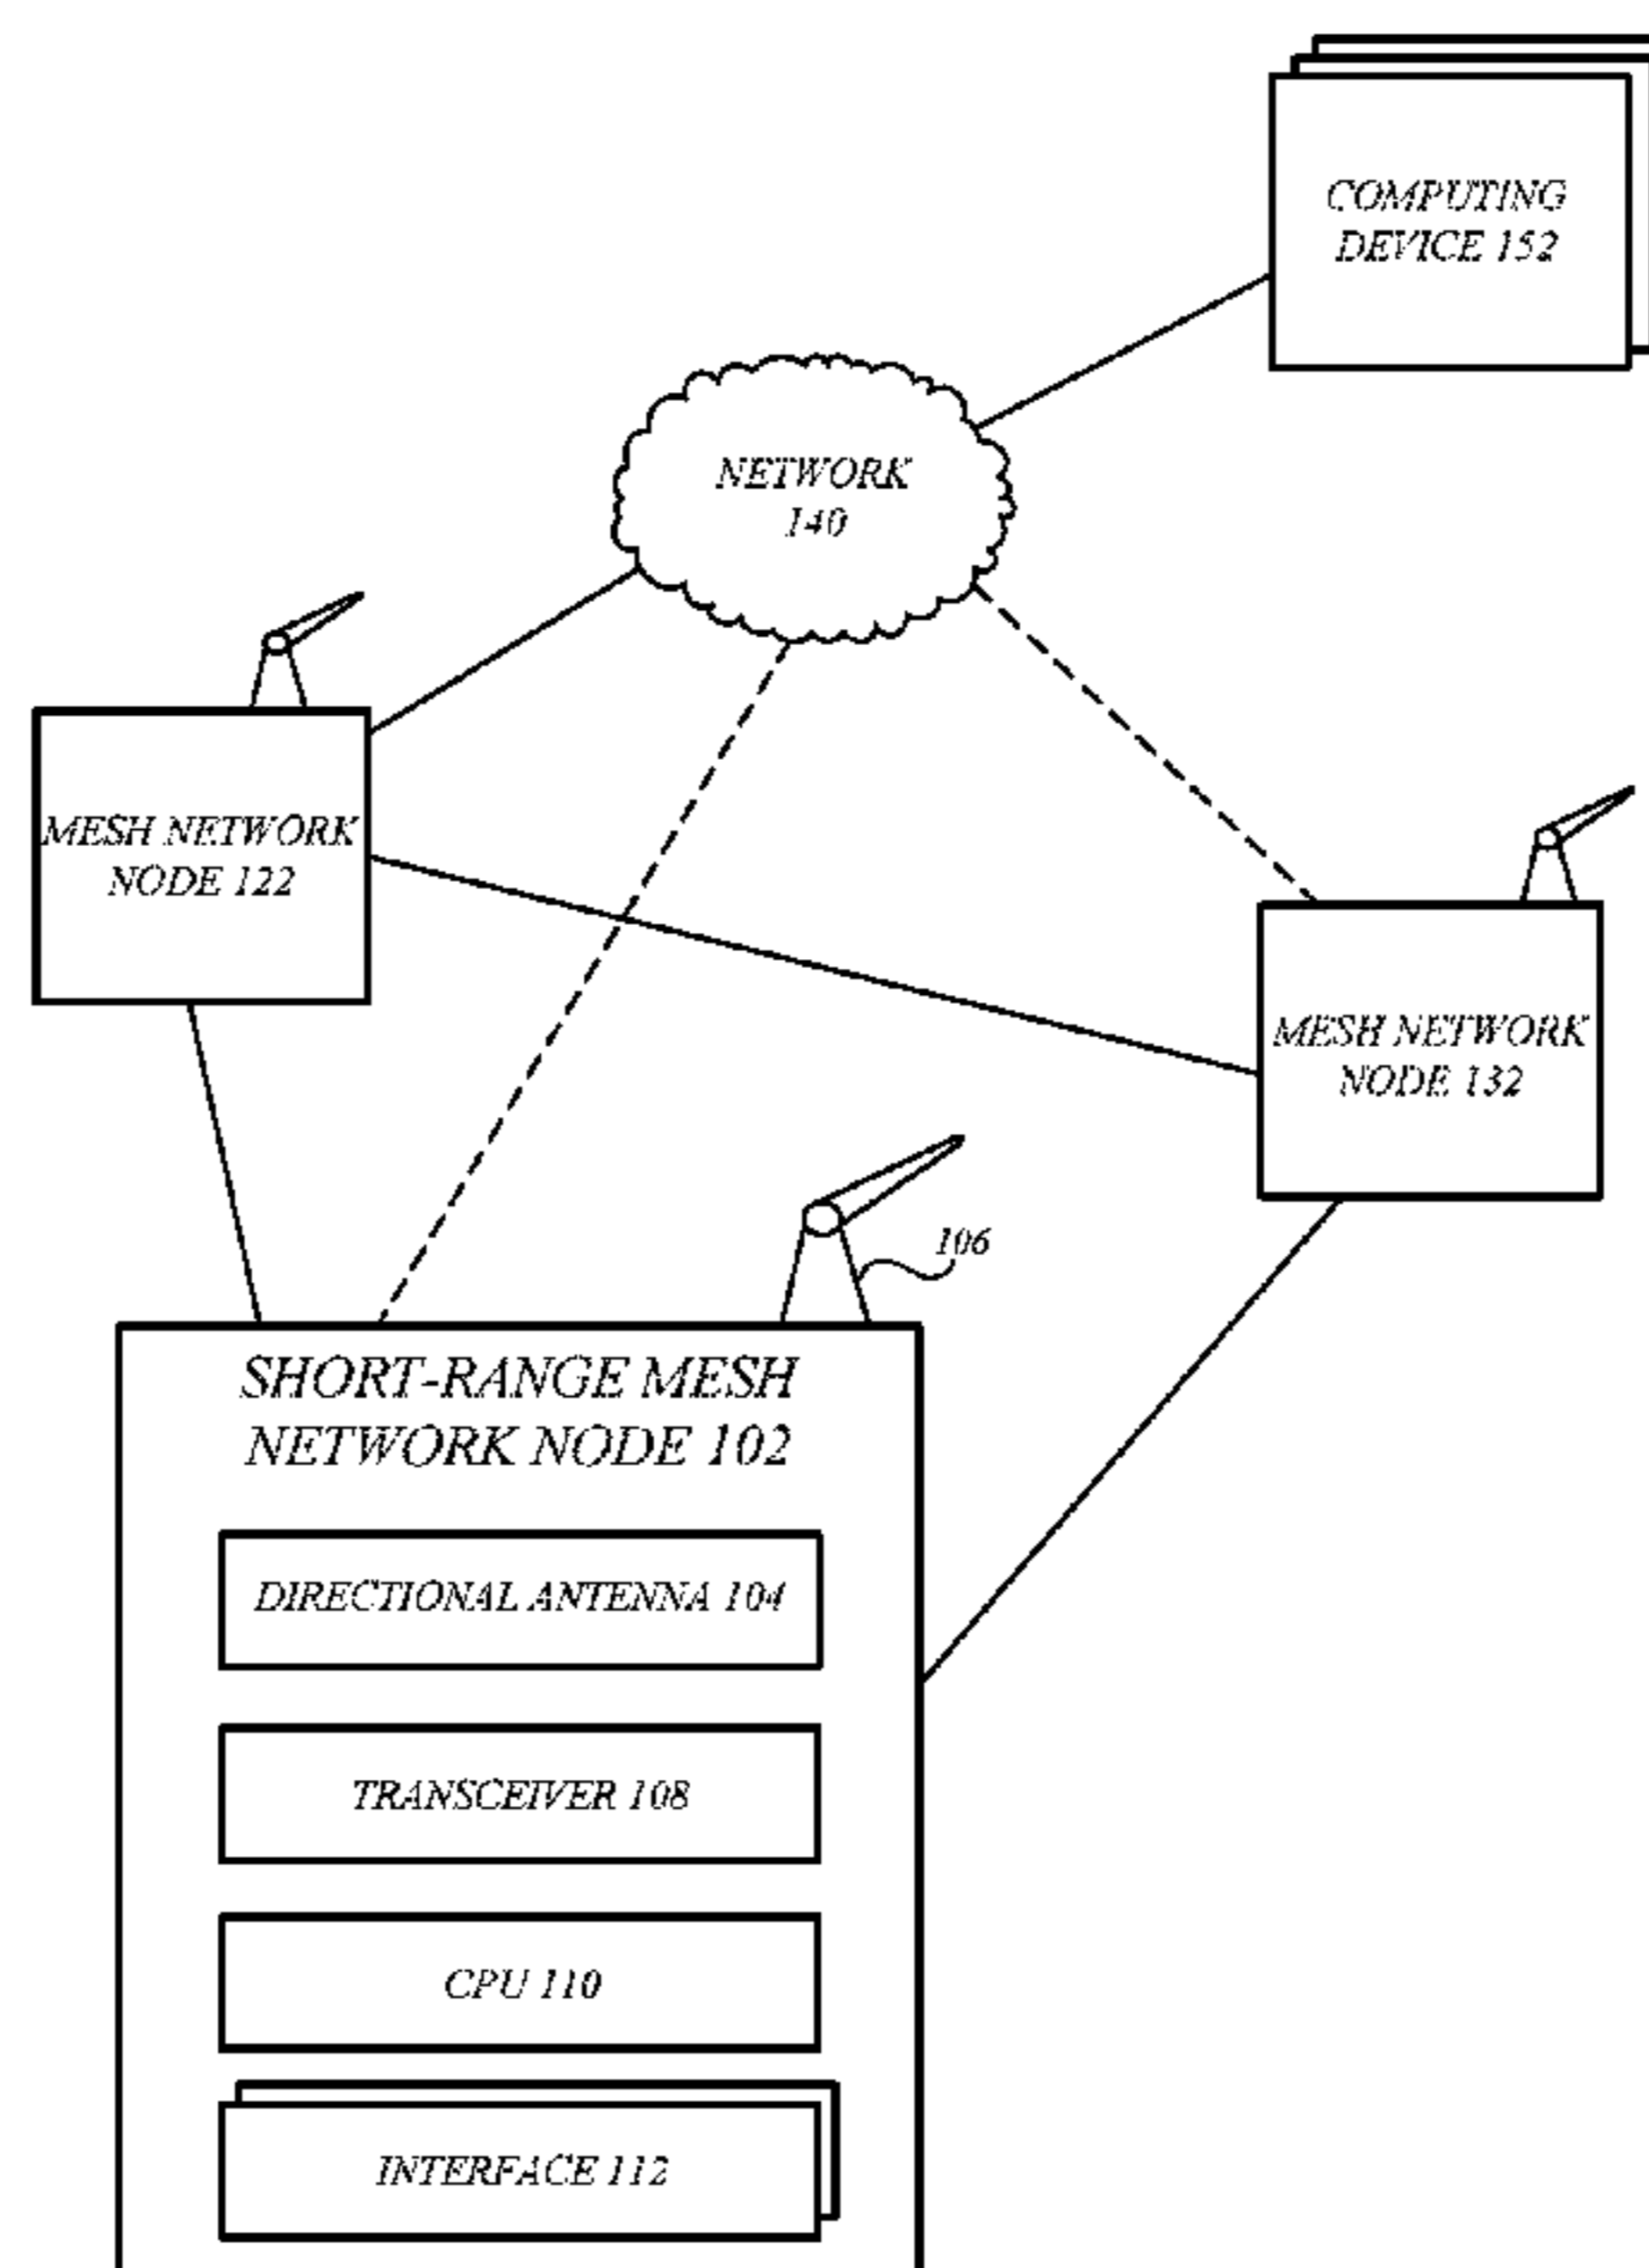 COMPUTING
DEVICE 152
NETWORK
140
MESH NETWORK
NODE 122
MESH NETWORK
NODE 132
106
SHORT-RANGE MESH
NETWORK NODE 102
DIRECTIONAL ANTENNA 104
TRANSCEIVER 108
CPU 110
INTERFACE 112